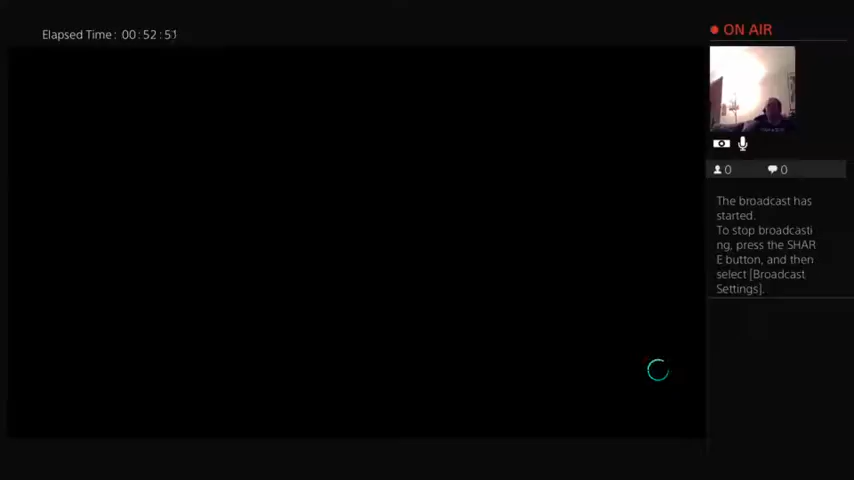 Elapsed Time: 00:52:51
ON AIR
0 0
The broadcast has
started.
To stop broadcasti
ng, press the SHAR
E button, and then
select [Broadcast
Settings].